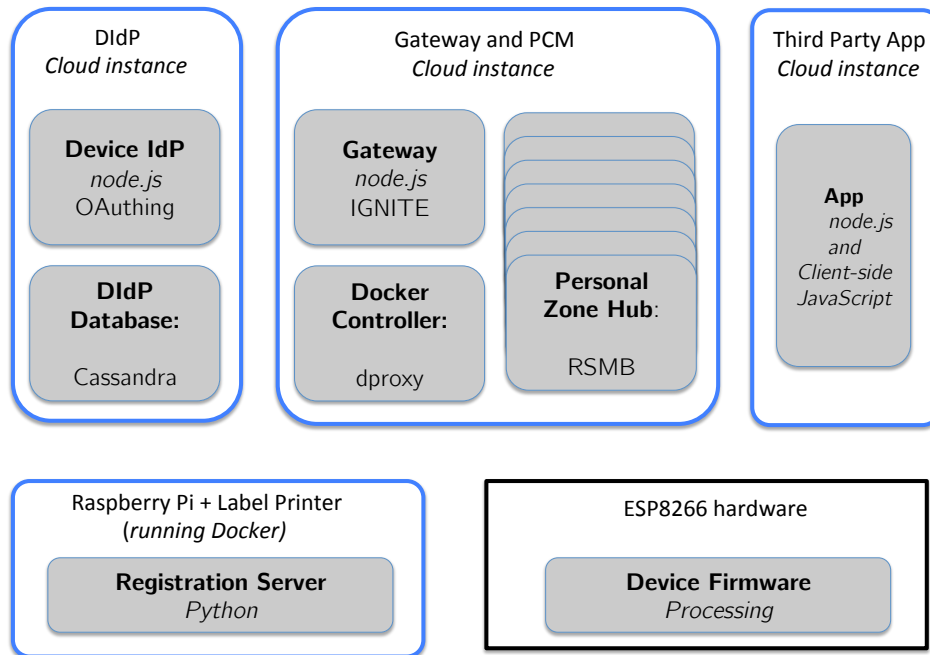 DIdP
Cloud instance
Device IdP
node.js
OAuthing
DIdP
Database:
Cassandra
Gateway and PCM
Cloud instance
Gateway
node.js
IGNITE
Docker
Controller:
dproxy
Personal
Zone Hub:
RSMB
Third Party App
Cloud instance
App
node.js
and
Client-side
JavaScript
Raspberry Pi + Label Printer
(running Docker)
Registration Server
Python
ESP8266 hardware
Device Firmware
Processing